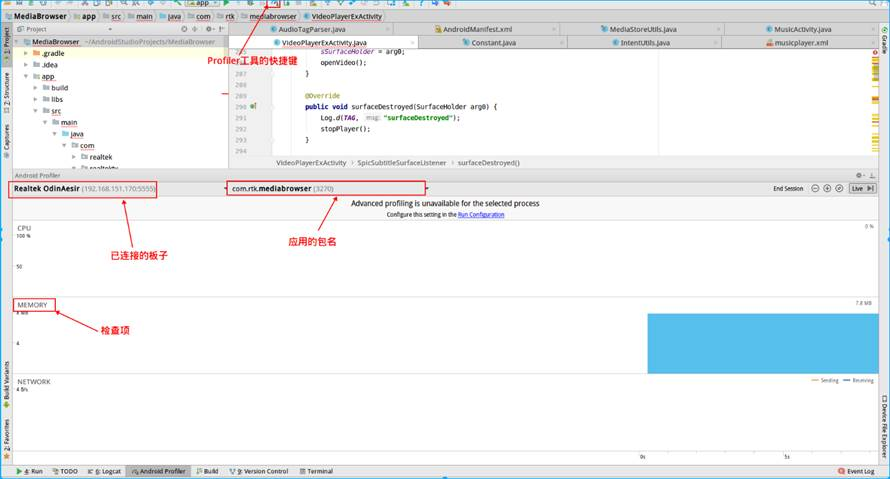 app
MediaBrowser app src main java com rtk mediabrowser VideoPlayerExActivity
Project
AudioTagParser.java AndroidManifest.xml MediaStoreUtils.java MusicActivity.java
MediaBrowser ~/AndroidStudioProjects/MediaBrowser
VideoPlayerExActivity.java Constant.java IntentUtils.java musicplayer.xml
.gradle
.idea
app
build
libs
src
main
java
com
realtek
Profiler工具的快捷键
sSurfaceHolder = arg0;
286 openVideo();
287 }
288
289 @Override
290 public void surfaceDestroyed(SurfaceHolder arg0) {
291 Log.d(TAG, msg: "surfaceDestroyed");
292 stopPlayer();
293 }
294
VideoPlayerExActivity SpicSubtitleSurfaceListener surfaceDestroyed()
1: Project
Z: Structure
Captures
Build Variants
2: Favorites
Gradle
Device File Explorer
Android Profiler
Realtek OdinAesir (192.168.151.170:5555) com.rtk.mediabrowser (3270) End Session Live
Advanced profiling is unavailable for the selected process
Configure this setting in the Run Configuration
CPU 0 %
100 %
已连接的板子
应用的包名
50
MEMORY 7.8 MB
检查项
4
NETWORK Sending Receiving
4 B/s
0s 5s
4: Run TODO 6: Logcat Android Profiler Build 9: Version Control Terminal Event Log